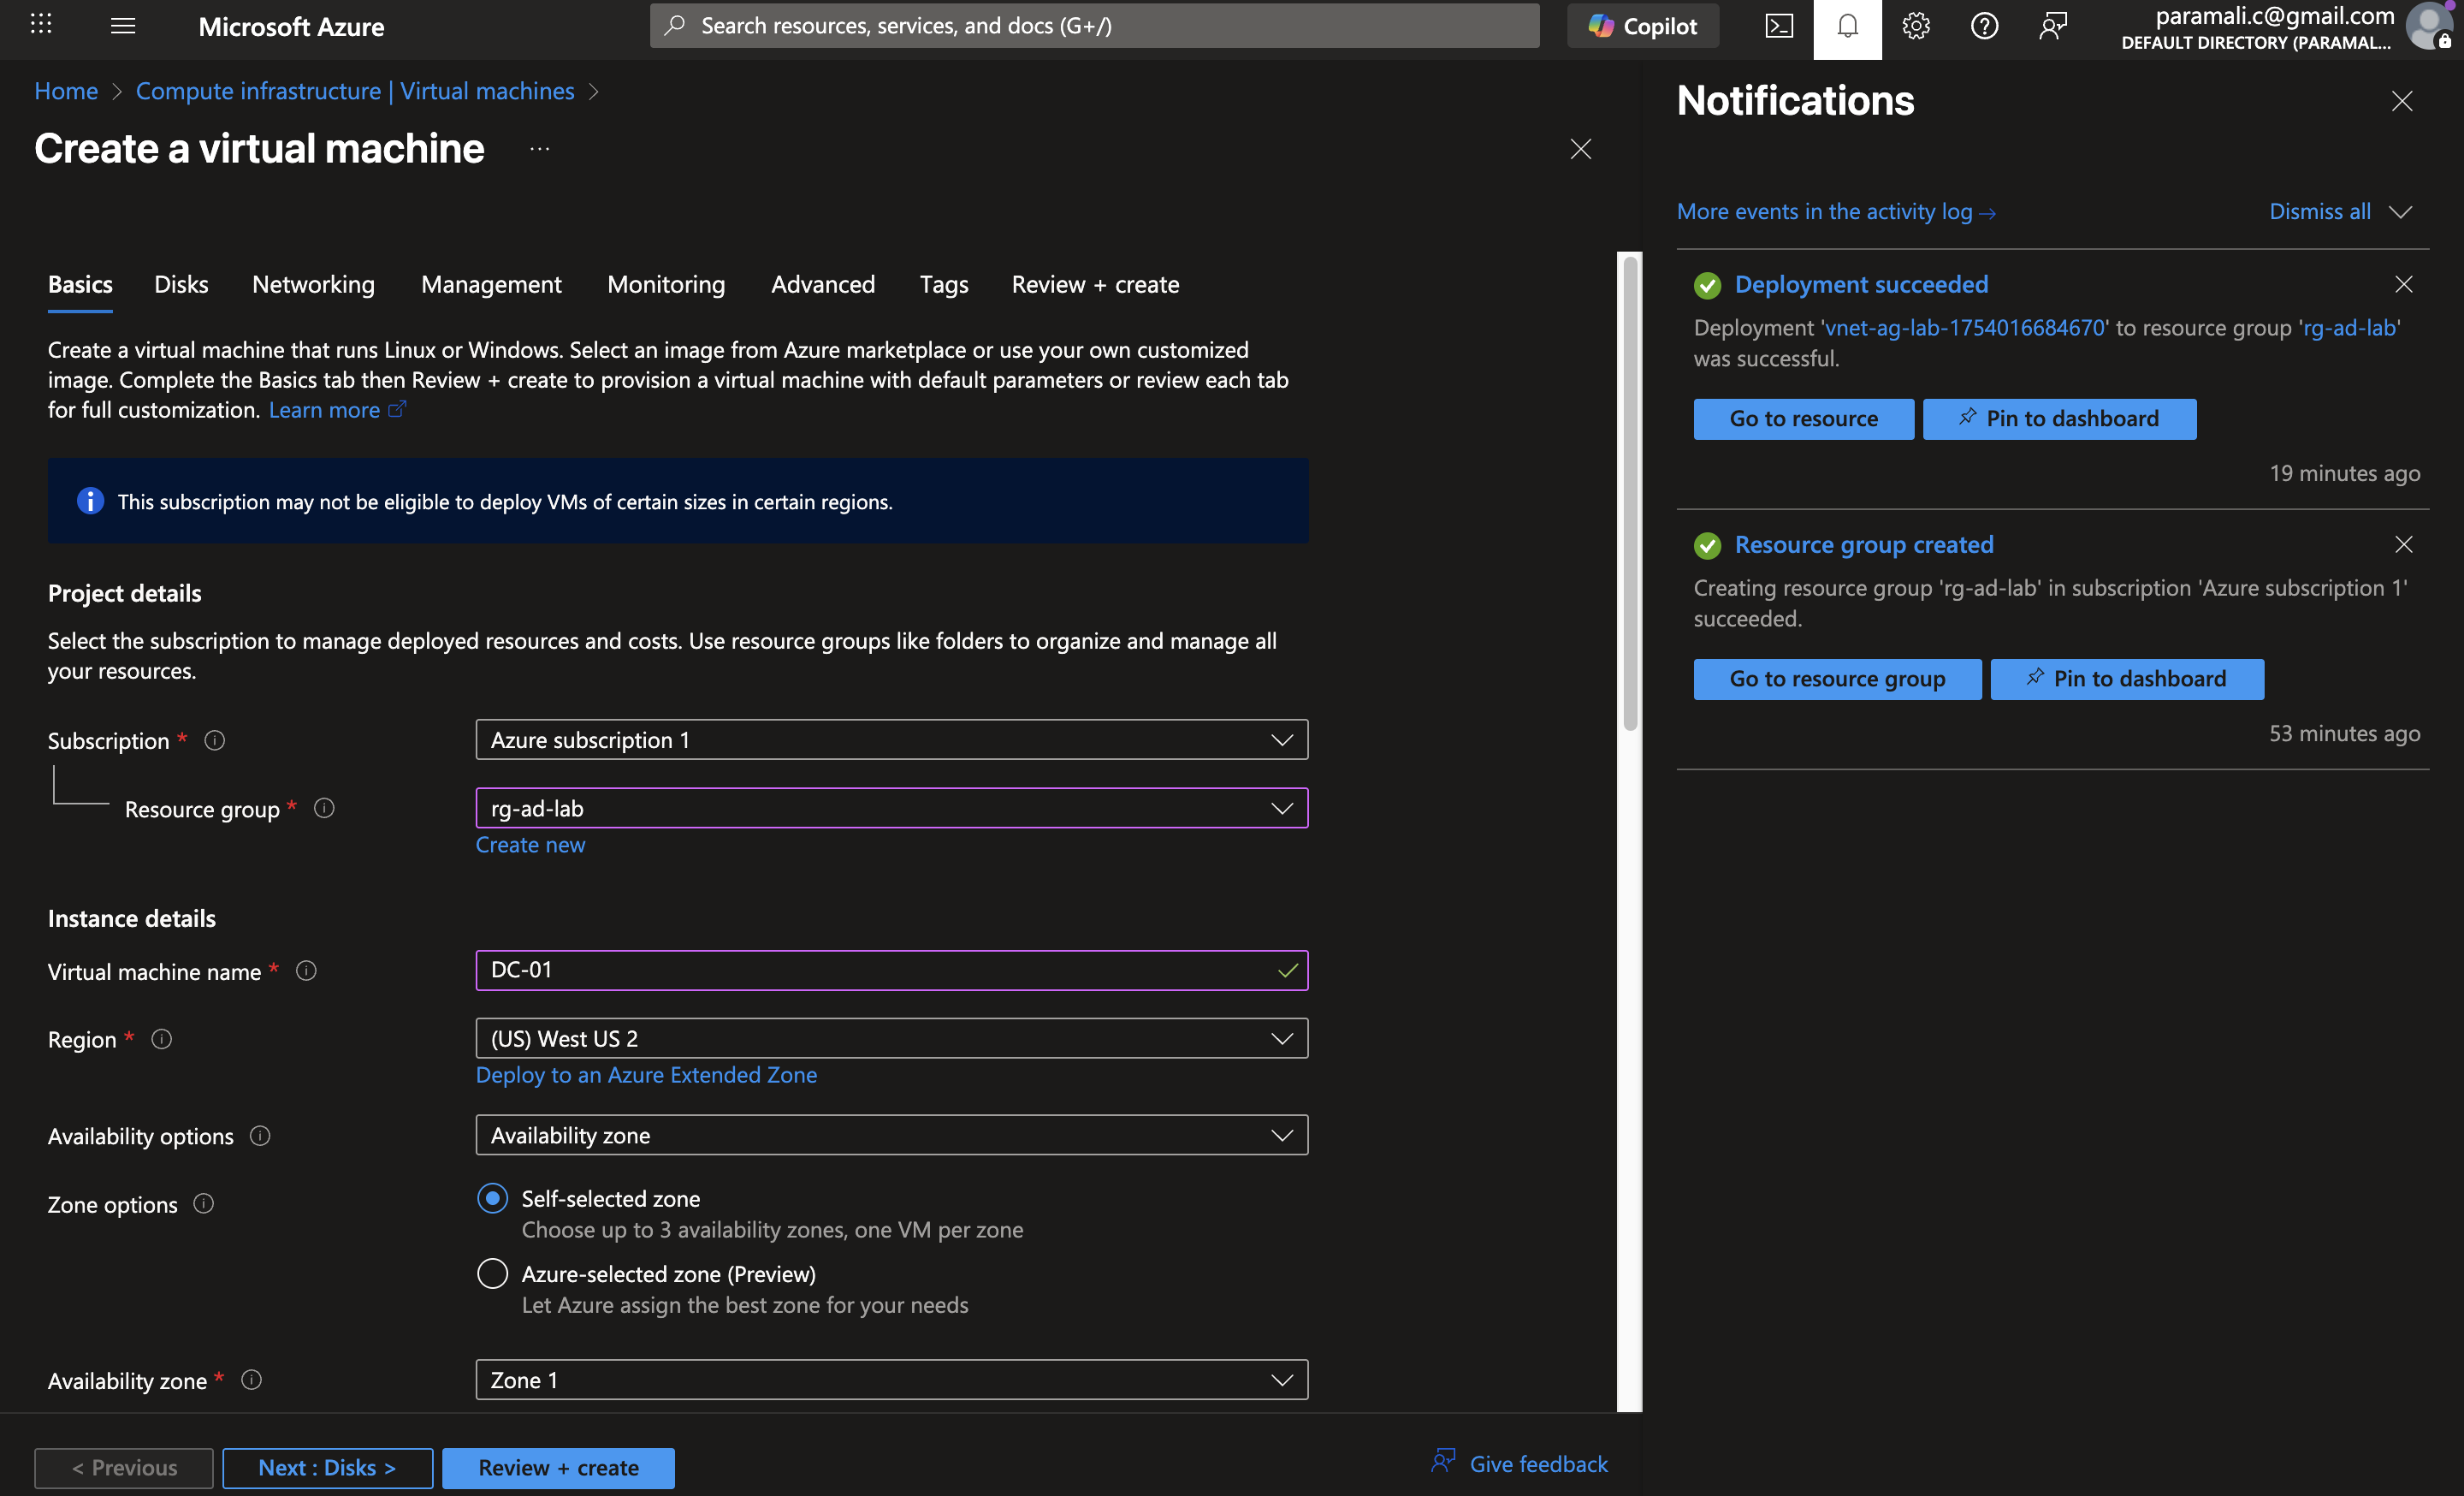 Microsoft Azure
Search resources, services, and docs (G+/)
Copilot
paramali.c@gmail.com
DEFAULT DIRECTORY (PARAMAL...
Home > Compute infrastructure | Virtual machines >
Create a virtual machine ...
Basics Disks Networking Management Monitoring Advanced Tags Review + create
Create a virtual machine that runs Linux or Windows. Select an image from Azure marketplace or use your own customized
image. Complete the Basics tab then Review + create to provision a virtual machine with default parameters or review each tab
for full customization. Learn more
This subscription may not be eligible to deploy VMs of certain sizes in certain regions.
Project details
Select the subscription to manage deployed resources and costs. Use resource groups like folders to organize and manage all
your resources.
Subscription *
Azure subscription 1
Resource group *
rg-ad-lab
Create new
Instance details
Virtual machine name *
DC-01
Region *
(US) West US 2
Deploy to an Azure Extended Zone
Availability options
Availability zone
Zone options
Self-selected zone
Choose up to 3 availability zones, one VM per zone
Azure-selected zone (Preview)
Let Azure assign the best zone for your needs
Availability zone *
Zone 1
< Previous
Next : Disks >
Review + create
Give feedback
Notifications
More events in the activity log →
Dismiss all
Deployment succeeded
Deployment 'vnet-ag-lab-1754016684670' to resource group 'rg-ad-lab'
was successful.
Go to resource
Pin to dashboard
19 minutes ago
Resource group created
Creating resource group 'rg-ad-lab' in subscription 'Azure subscription 1'
succeeded.
Go to resource group
Pin to dashboard
53 minutes ago